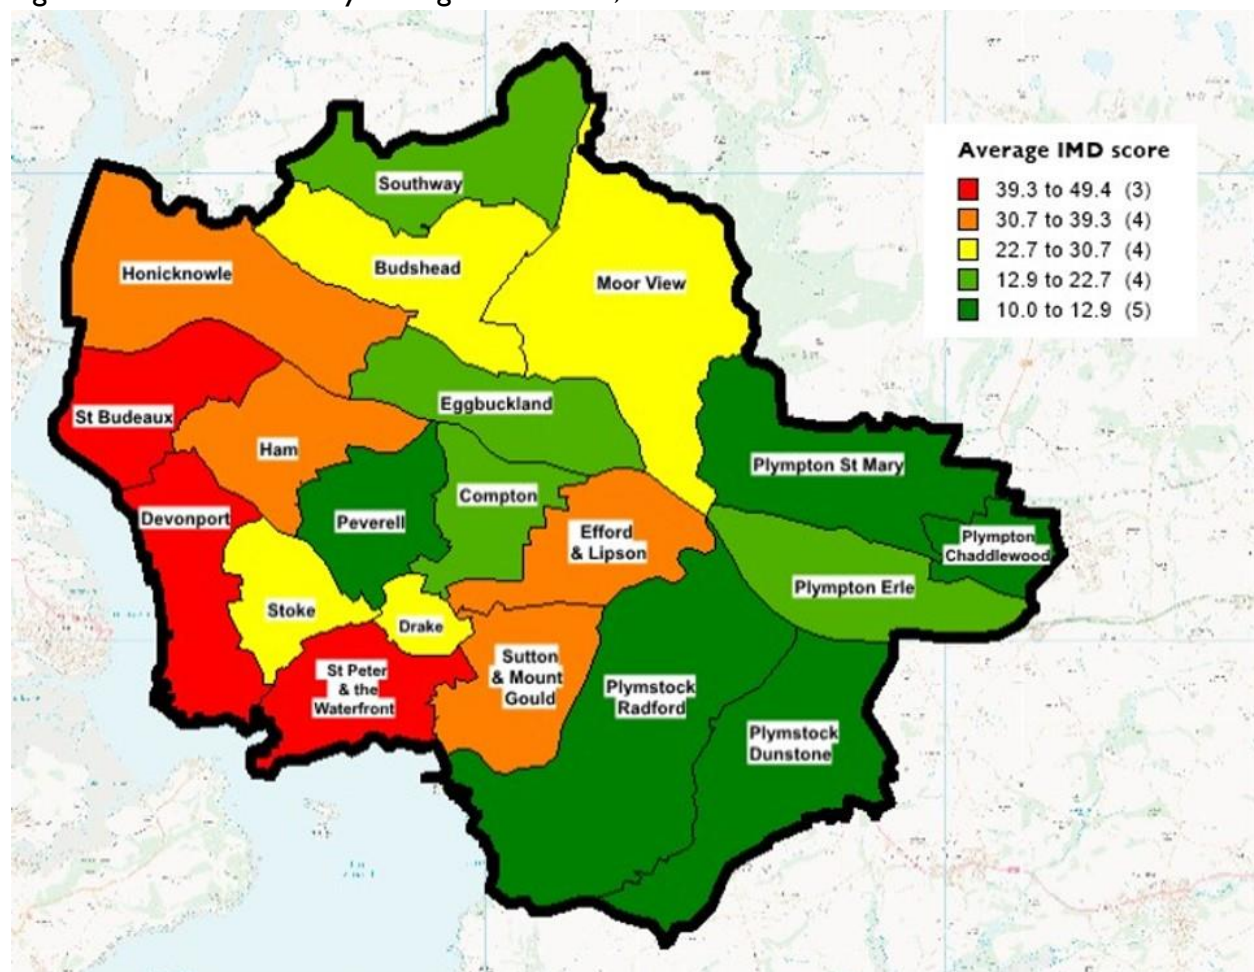 Average IMD score
39.3 to 49.4 (3)
30.7 to 39.3 (4)
22.7 to 30.7 (4)
12.9 to 22.7 (4)
10.0 to 12.9 (5)
Southway
Honicknowle
Budshead
Moor View
St Budeaux
Eggbuckland
Ham
Plympton St Mary
Compton
Devonport
Peverell
Efford
& Lipson
Plympton
Chaddlewood
Plympton Erle
Stoke
Drake
St Peter
& the
Waterfront
Sutton
& Mount
Gould
Plymstock
Radford
Plymstock
Dunstone